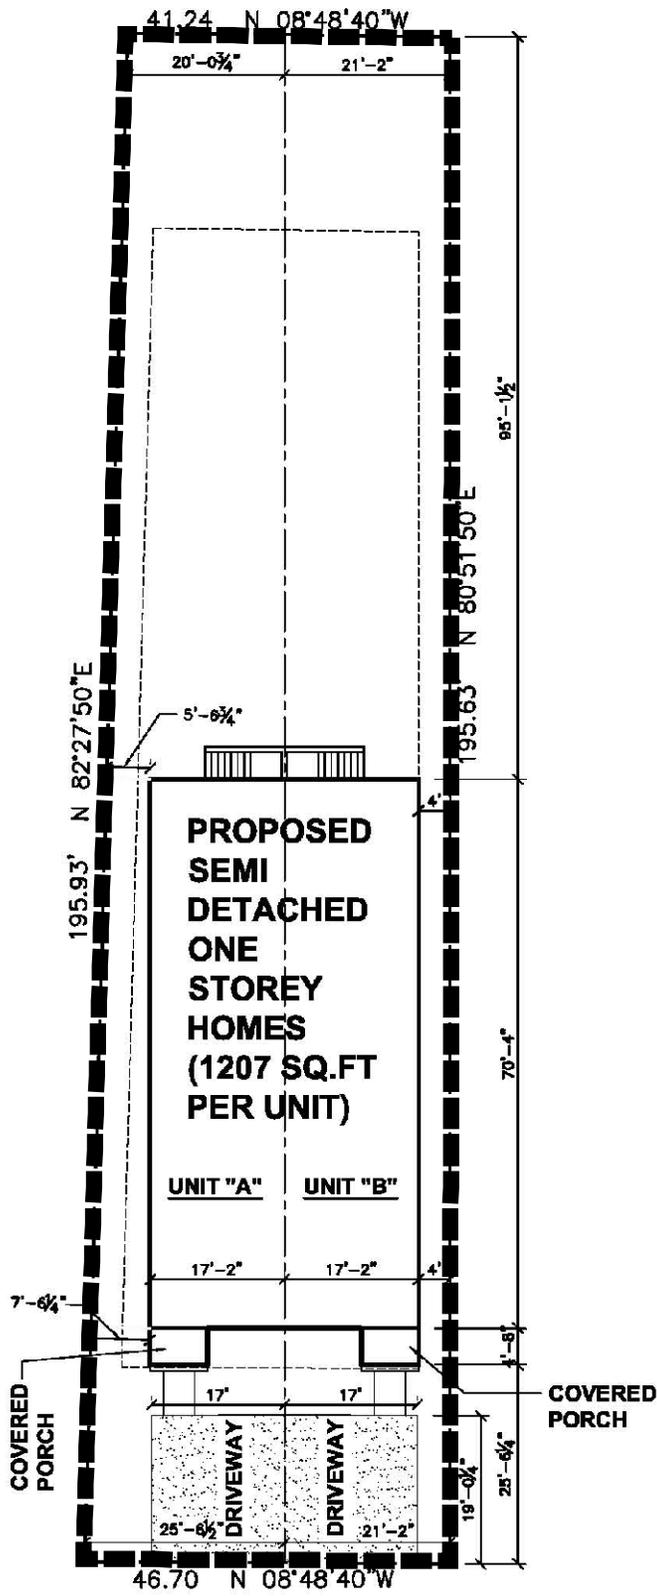 41.24 N 08°48'40"W
20'-0¾" 21'-2"
95'-1½"
195.63' N 80°51'50"E
195.93' N 82°27'50"E
5'-6¾"
4'
PROPOSED
SEMI
DETACHED
ONE
STOREY
HOMES
(1207 SQ.FT
PER UNIT)
70'-4"
UNIT "A" UNIT "B"
17'-2" 17'-2" 4'
7'-6¼"
4'-8"
COVERED
PORCH
COVERED
PORCH
17' 17'
DRIVEWAY
DRIVEWAY
19'-0¼"
25'-6¼"
25'-6½" 21'-2"
46.70 N 08°48'40"W